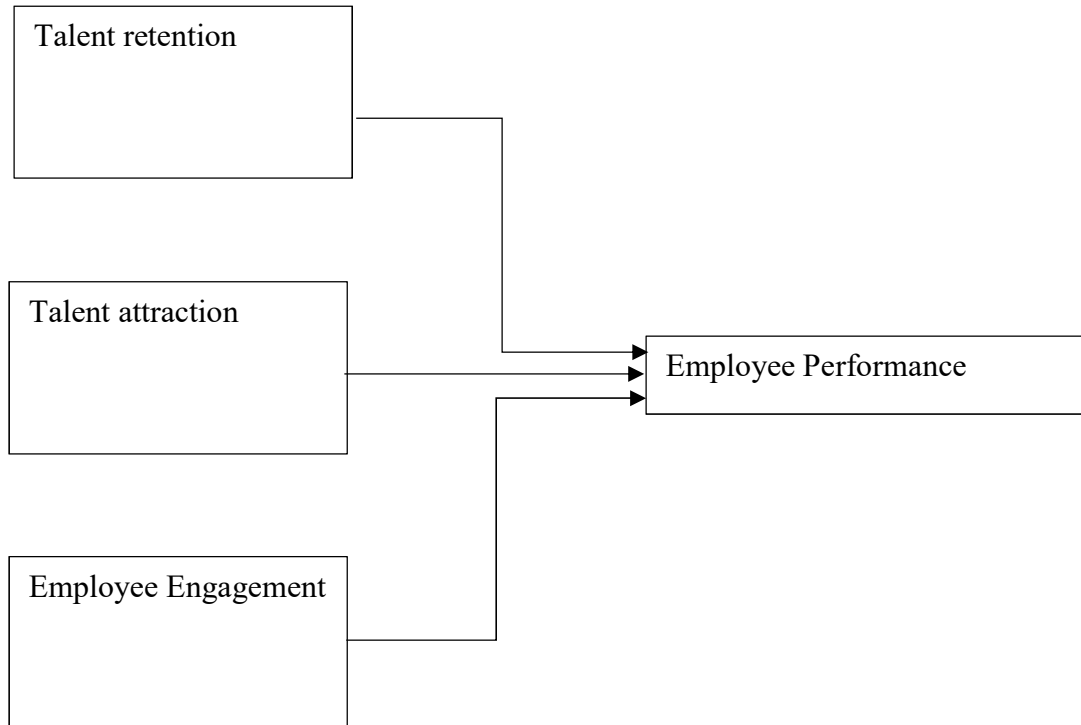 Talent retention
Talent attraction
Employee Performance
Employee Engagement